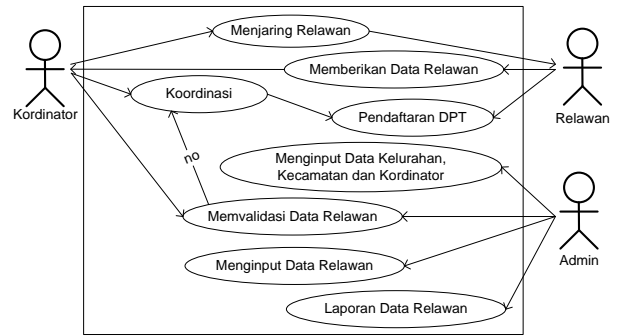 Menjaring Relawan
Memberikan Data Relawan
Kordinator
Koordinasi
Pendaftaran DPT
Relawan
no
Menginput Data Kelurahan,
Kecamatan dan Kordinator
Memvalidasi Data Relawan
Admin
Menginput Data Relawan
Laporan Data Relawan